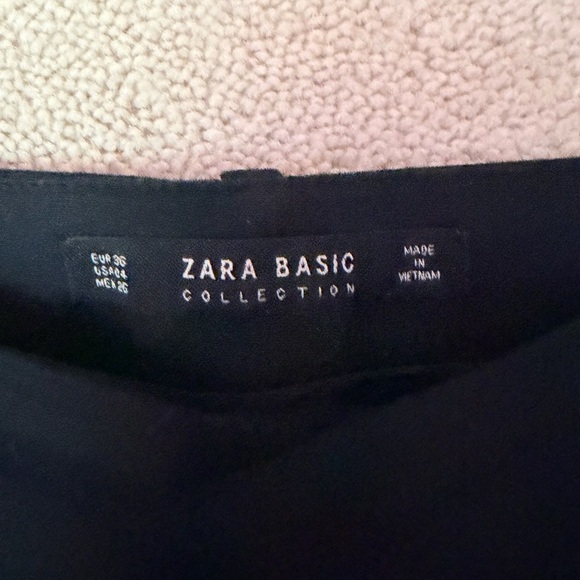 EUR 36
USA 04
MEX 26
ZARA BASIC
COLLECTION
MADE
IN
VIETNAM